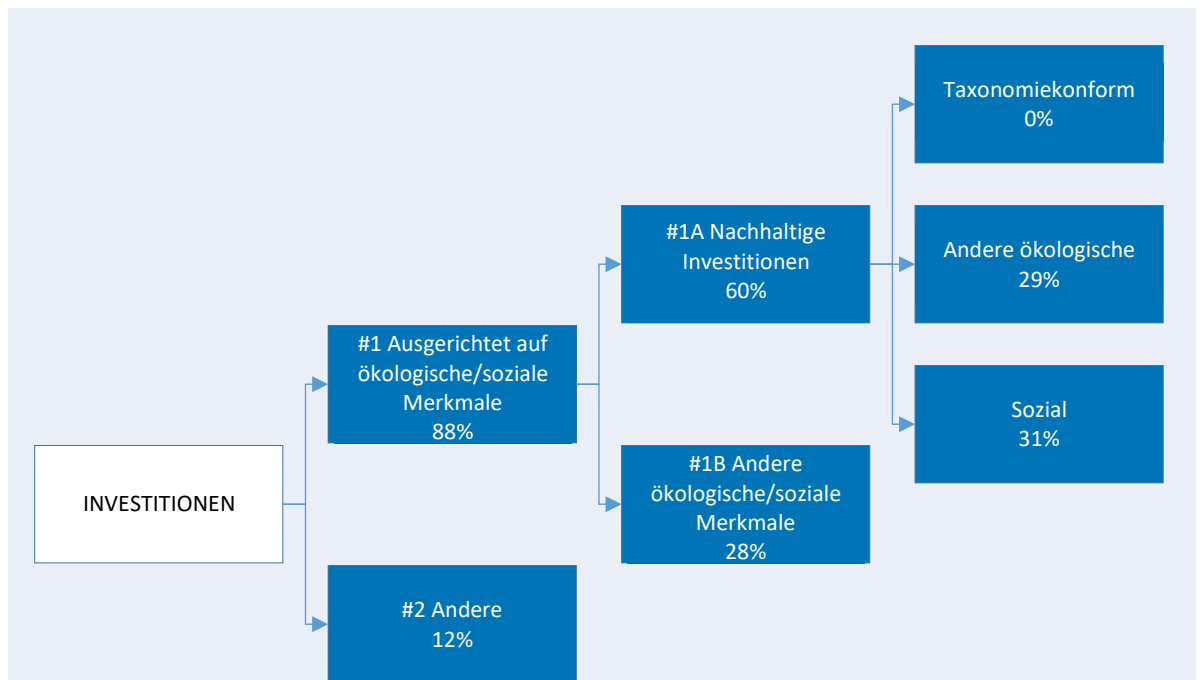 INVESTITIONEN
#1 Ausgerichtet auf
ökologische/soziale
Merkmale
88%
#2 Andere
12%
#1A Nachhaltige
Investitionen
60%
#1B Andere
ökologische/soziale
Merkmale
28%
Taxonomiekonform
0%
Andere ökologische
29%
Sozial
31%